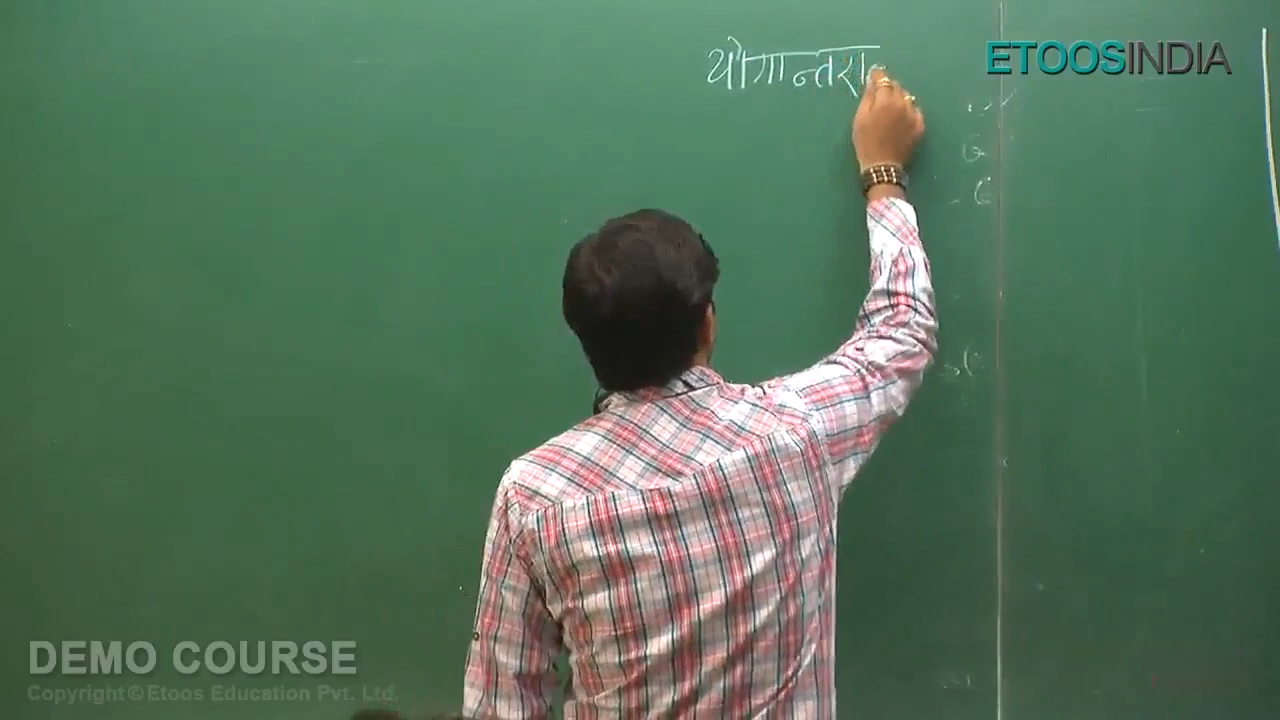 योगान्तरा
ETOOSINDIA
DEMO COURSE
Copyright © Etoos Education Pvt. Ltd.